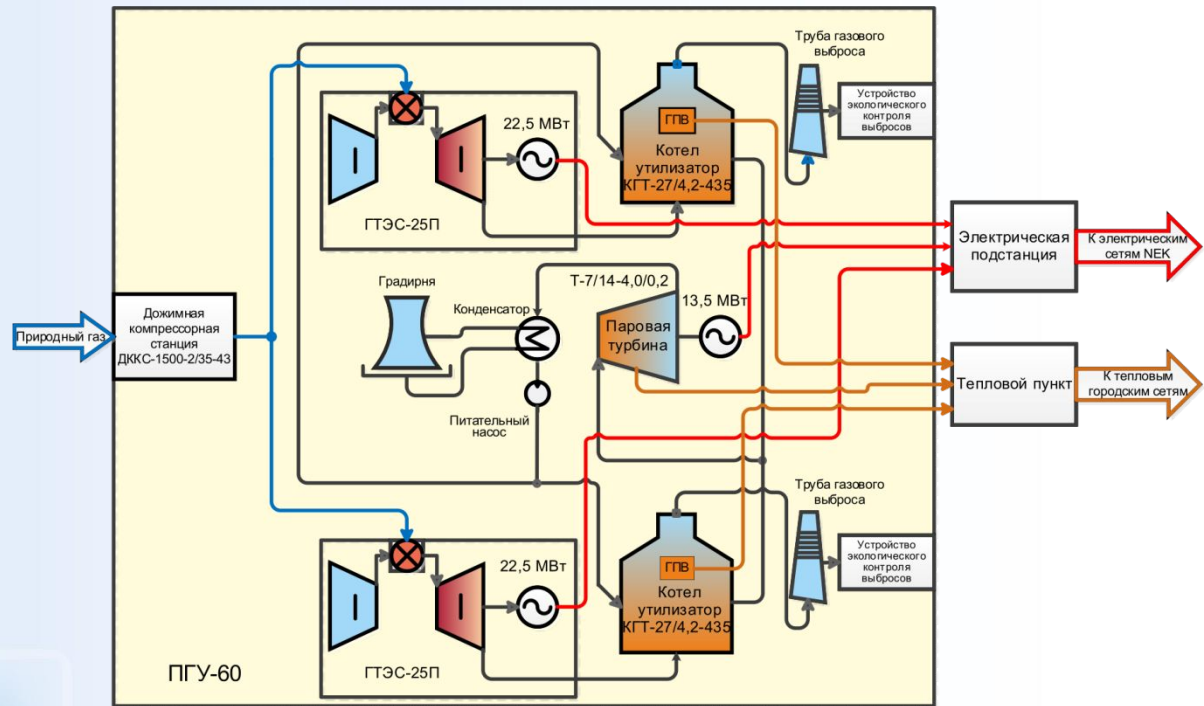 Труба газового
выброса
Устройство
экологического
контроля
выбросов
22,5 МВт
ГПВ
Котел
утилизатор
КГТ-27/4,2-435
ГТЭС-25П
Электрическая
подстанция
К электрическим
сетям NEK
Градирня
Конденсатор
Т-7/14-4,0/0,2
13,5 МВт
Паровая
турбина
Природный газ
Дожимная
компрессорная
станция
ДККС-1500-2/35-43
Тепловой пункт
К тепловым
городским сетям
Питательный
насос
Труба газового
выброса
Устройство
экологического
контроля
выбросов
22,5 МВт
ГПВ
Котел
утилизатор
КГТ-27/4,2-435
ГТЭС-25П
ПГУ-60